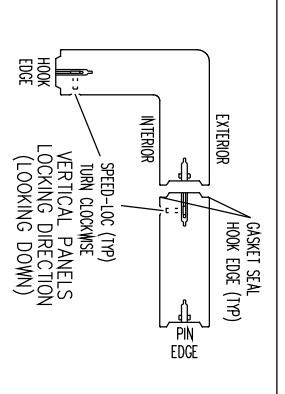 EXTERIOR
GASKET SEAL
HOOK EDGE (TYP)
INTERIOR
HOOK
EDGE
SPEED-LOC (TYP)
TURN CLOCKWISE
PIN
EDGE
VERTICAL PANELS
LOCKING DIRECTION
(LOOKING DOWN)